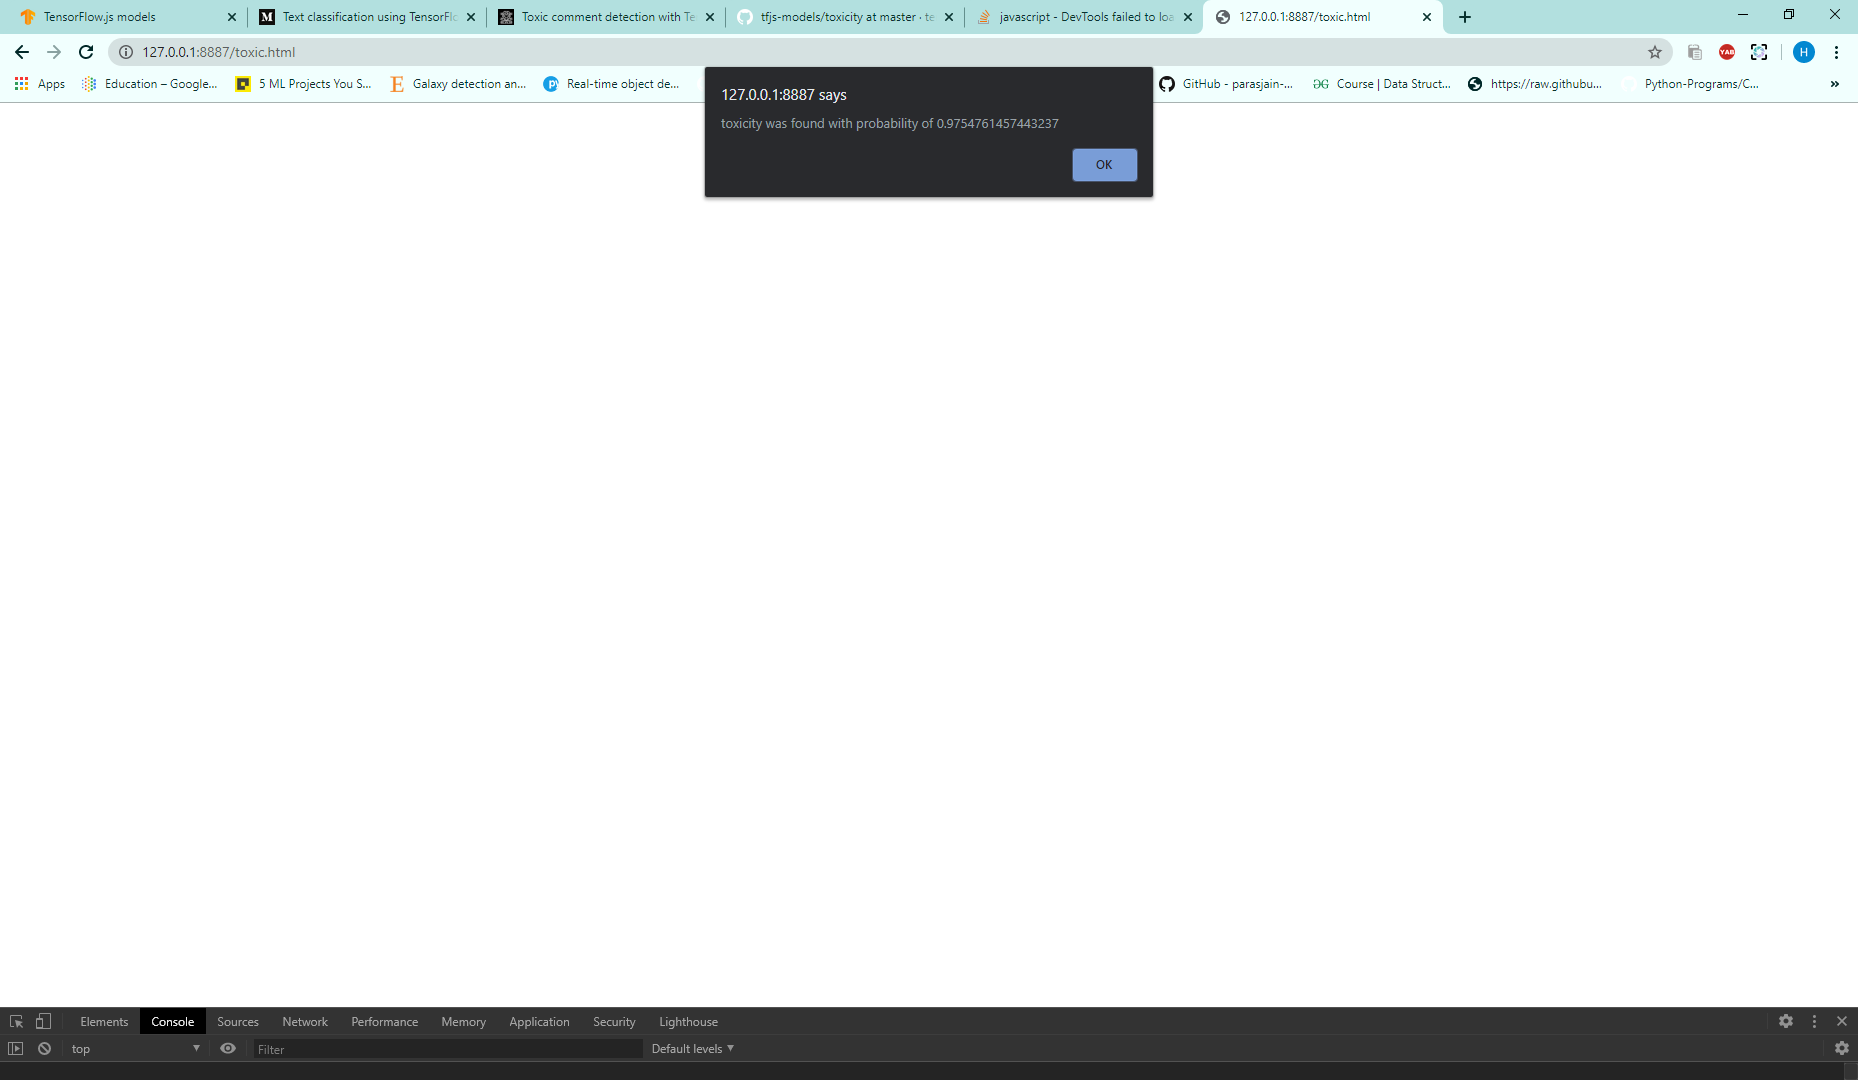 TensorFlow.js models
Text classification using TensorFlo
Toxic comment detection with Te
tfjs-models/toxicity at master · te
javascript - DevTools failed to loa
127.0.0.1:8887/toxic.html
127.0.0.1:8887/toxic.html
YAB
H
Apps
Education – Google...
5 ML Projects You S...
Galaxy detection an...
Real-time object de...
GitHub - parasjain-...
Course | Data Struct...
https://raw.githubu...
Python-Programs/C...
»
127.0.0.1:8887 says
toxicity was found with probability of 0.9754761457443237
OK
Elements Console Sources Network Performance Memory Application Security Lighthouse
top Filter Default levels